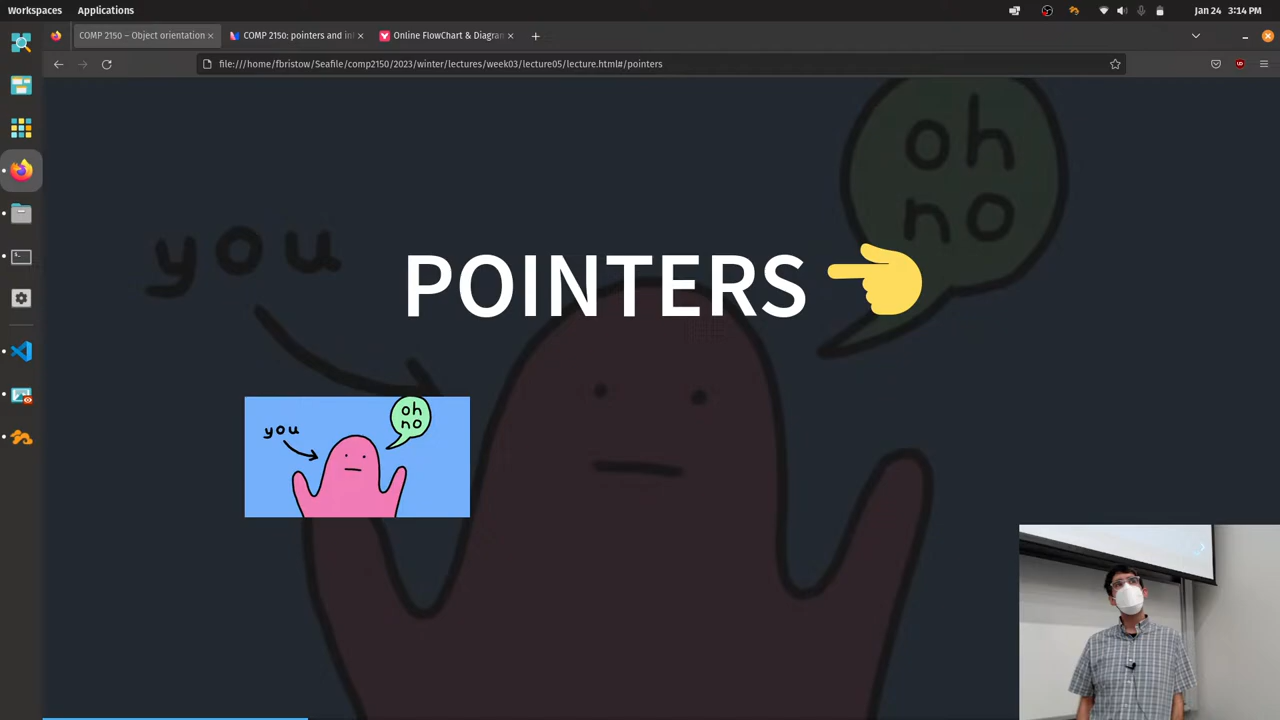 Workspaces Applications Jan 24 3:14 PM
COMP 2150 – Object orientation COMP 2150: pointers and in Online FlowChart & Diagran
file:///home/fbristow/Seafile/comp2150/2023/winter/lectures/week03/lecture05/lecture.html#/pointers
oh
no
you
POINTERS
oh
no
you